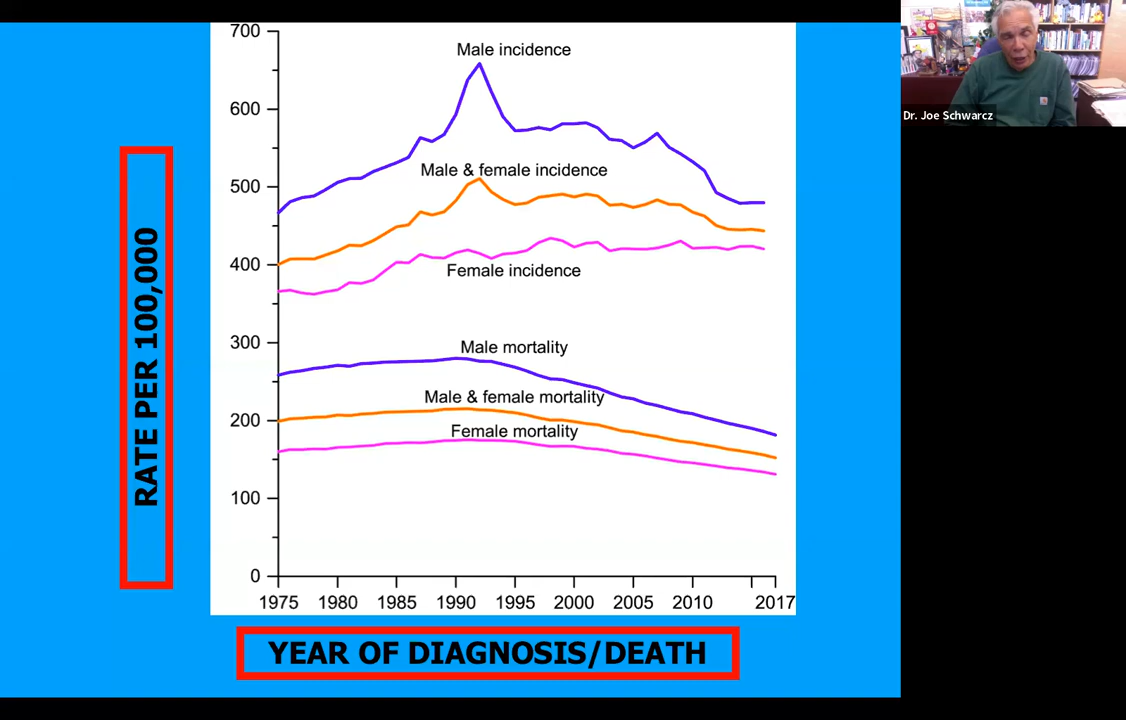 700
600
500
400
300
200
100
0
Male incidence
Male & female incidence
Female incidence
Male mortality
Male & female mortality
Female mortality
1975 1980 1985 1990 1995 2000 2005 2010 2017
RATE PER 100,000
YEAR OF DIAGNOSIS/DEATH
Dr. Joe Schwarcz